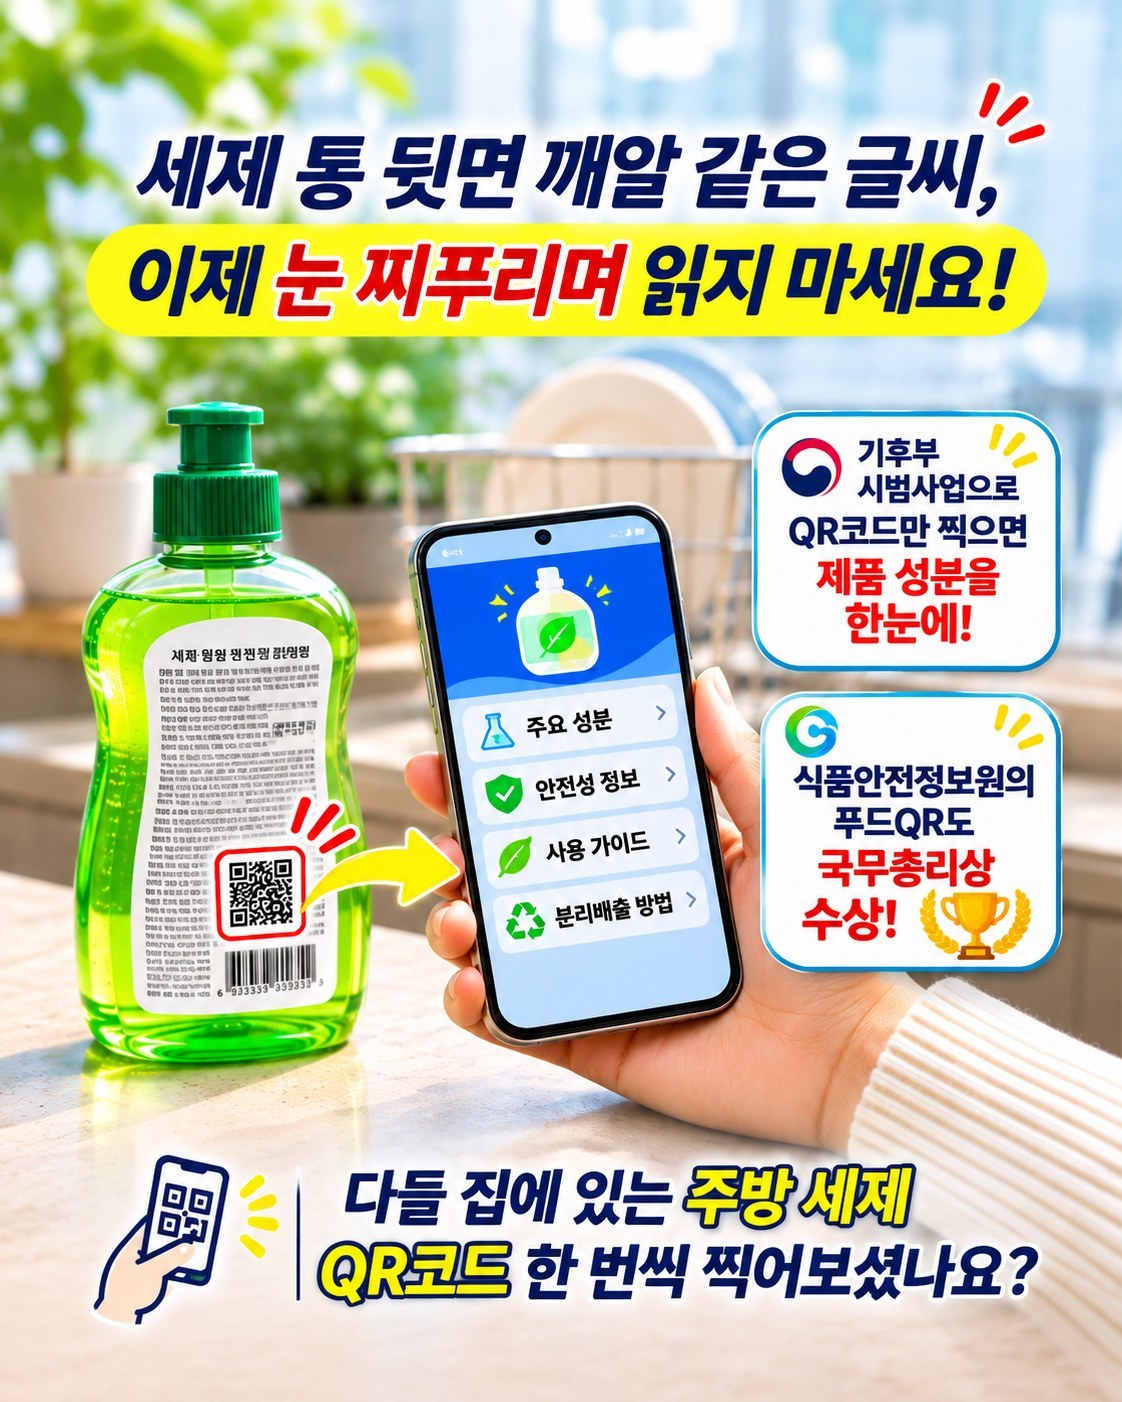 세제 통 뒷면 깨알 같은 글씨,
이제 눈 찌푸리며 읽지 마세요!
기후부
시범사업으로
QR코드만 찍으면
제품 성분을
한눈에!
주요 성분
안전성 정보
사용 가이드
분리배출 방법
식품안전정보원의
푸드QR도
국무총리상
수상!
다들 집에 있는 주방 세제
QR코드 한 번씩 찍어보셨나요?